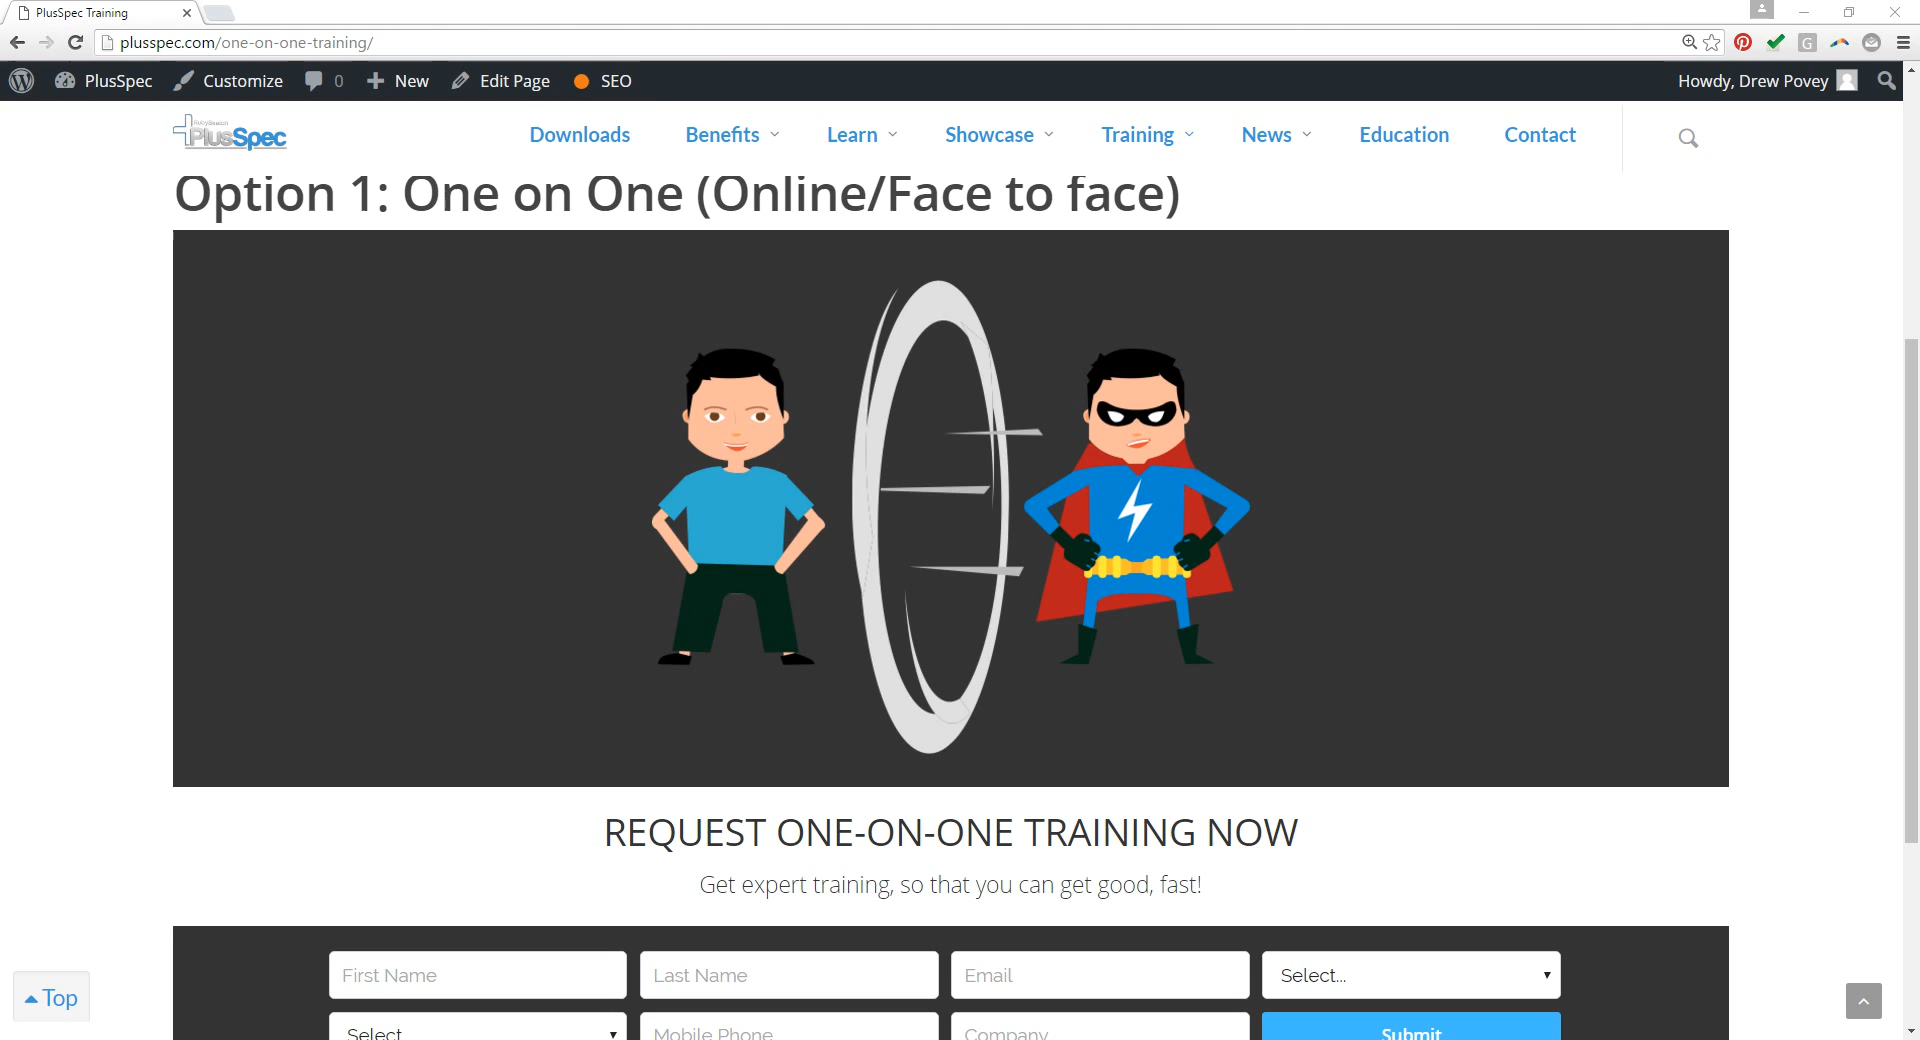 PlusSpec Training
plusspec.com/one-on-one-training/
PlusSpec Customize 0 New Edit Page SEO Howdy, Drew Povey
RubySketch
PlusSpec
Downloads Benefits Learn Showcase Training News Education Contact
Option 1: One on One (Online/Face to face)
REQUEST ONE-ON-ONE TRAINING NOW
Get expert training, so that you can get good, fast!
First Name Last Name Email Select...
Top
Select Mobile Phone Company Submit